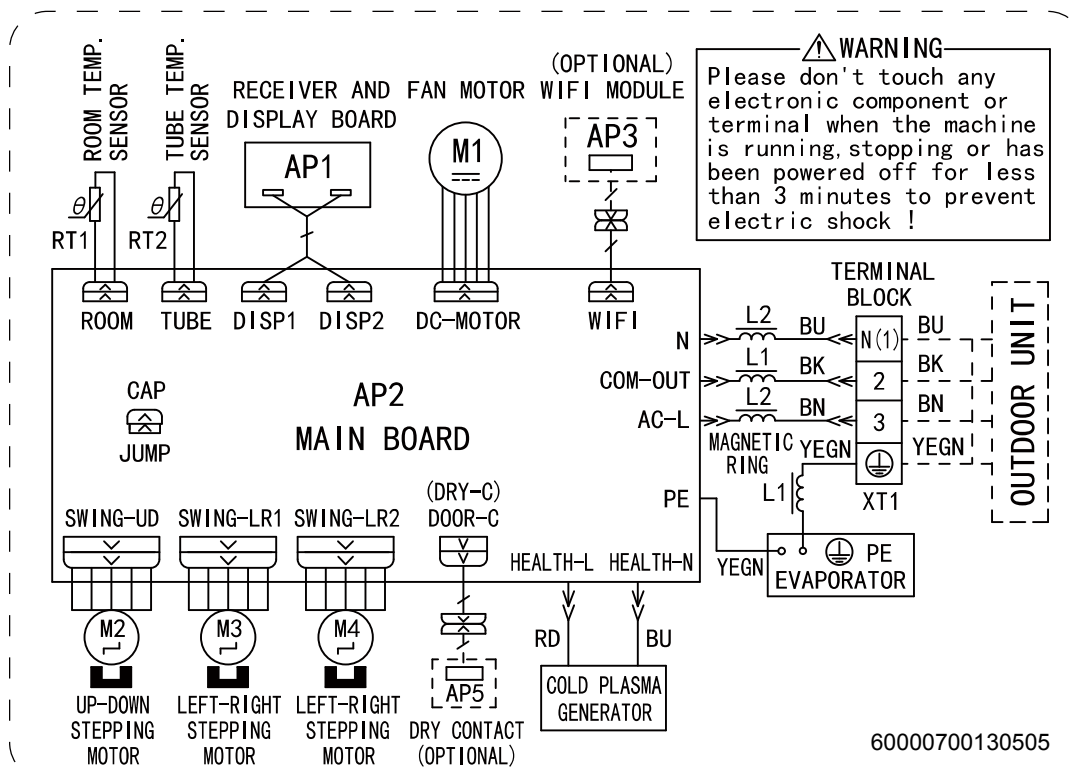 ROOM TEMP.
SENSOR
TUBE TEMP.
SENSOR
RECEIVER AND
DISPLAY BOARD
FAN MOTOR
(OPTIONAL)
WIFI MODULE
WARNING
Please don't touch any
electronic component or
terminal when the machine
is running, stopping or has
been powered off for less
than 3 minutes to prevent
electric shock !
AP1
M1
AP3
θ
RT1
θ
RT2
ROOM
TUBE
DISP1
DISP2
DC-MOTOR
WIFI
TERMINAL
BLOCK
N
L2
BU
N(1)
BU
COM-OUT
L1
BK
2
BK
AC-L
L2
BN
3
BN
MAGNETIC
RING
YEGN
YEGN
XT1
OUTDOOR UNIT
L1
PE
YEGN
PE
EVAPORATOR
CAP
JUMP
AP2
MAIN BOARD
SWING-UD
SWING-LR1
SWING-LR2
(DRY-C)
DOOR-C
HEALTH-L
HEALTH-N
M2
M3
M4
RD
BU
AP5
UP-DOWN
STEPPING
MOTOR
LEFT-RIGHT
STEPPING
MOTOR
LEFT-RIGHT
STEPPING
MOTOR
DRY CONTACT
(OPTIONAL)
COLD PLASMA
GENERATOR
60000700130505